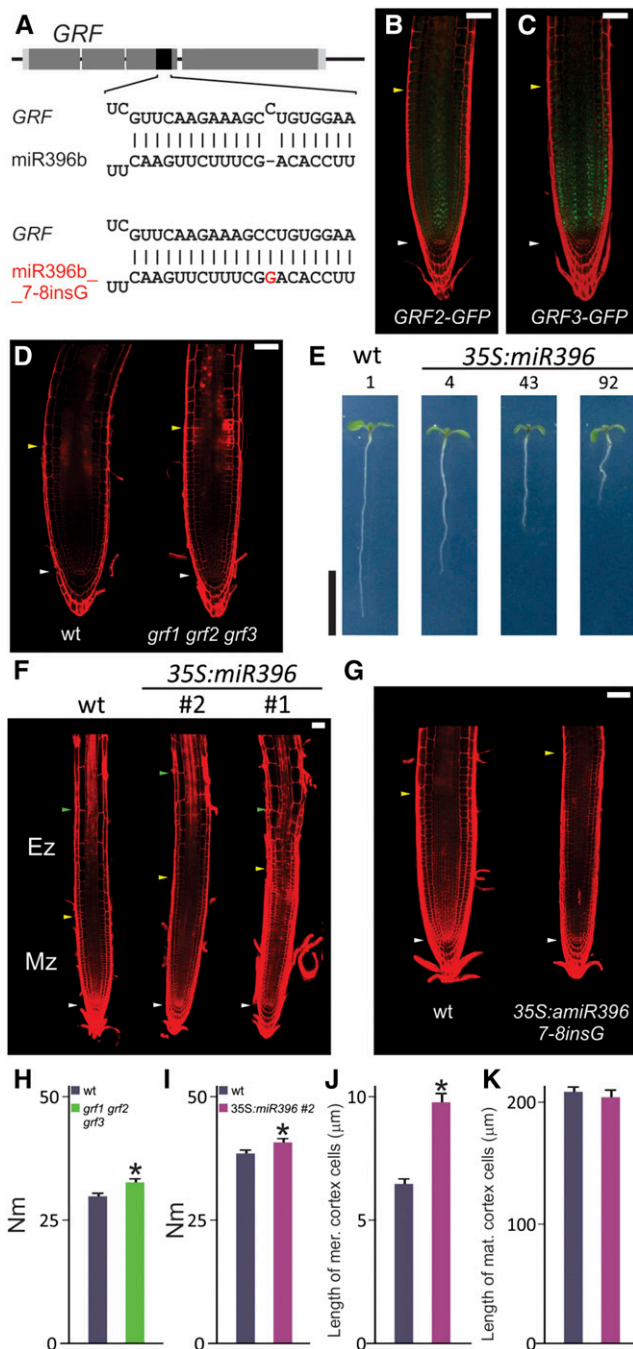 A
GRF
GRF
UC
GUUCAAGAAAGC
C
UGUGGAA
miR396b
UU
CAAGUUCUUUCG-ACACCUU
GRF
UC
GUUCAAGAAAGCCUGUGGAA
miR396b_
_7-8insG
UU
CAAGUUCUUUCGGACACCUU
B
GRF2-GFP
C
GRF3-GFP
D
wt
grf1 grf2 grf3
E
wt
35S:miR396
1
4
43
92
F
35S:miR396
wt
#2
#1
Ez
Mz
G
wt
35S:amiR396
7-8insG
H
50
25
0
Nm
wt
grf1 grf2
grf3
*
I
50
25
0
Nm
wt
35S:miR396 #2
*
J
10
5
0
Length of mer. cortex cells (μm)
*
K
200
100
0
Length of mat. cortex cells (μm)